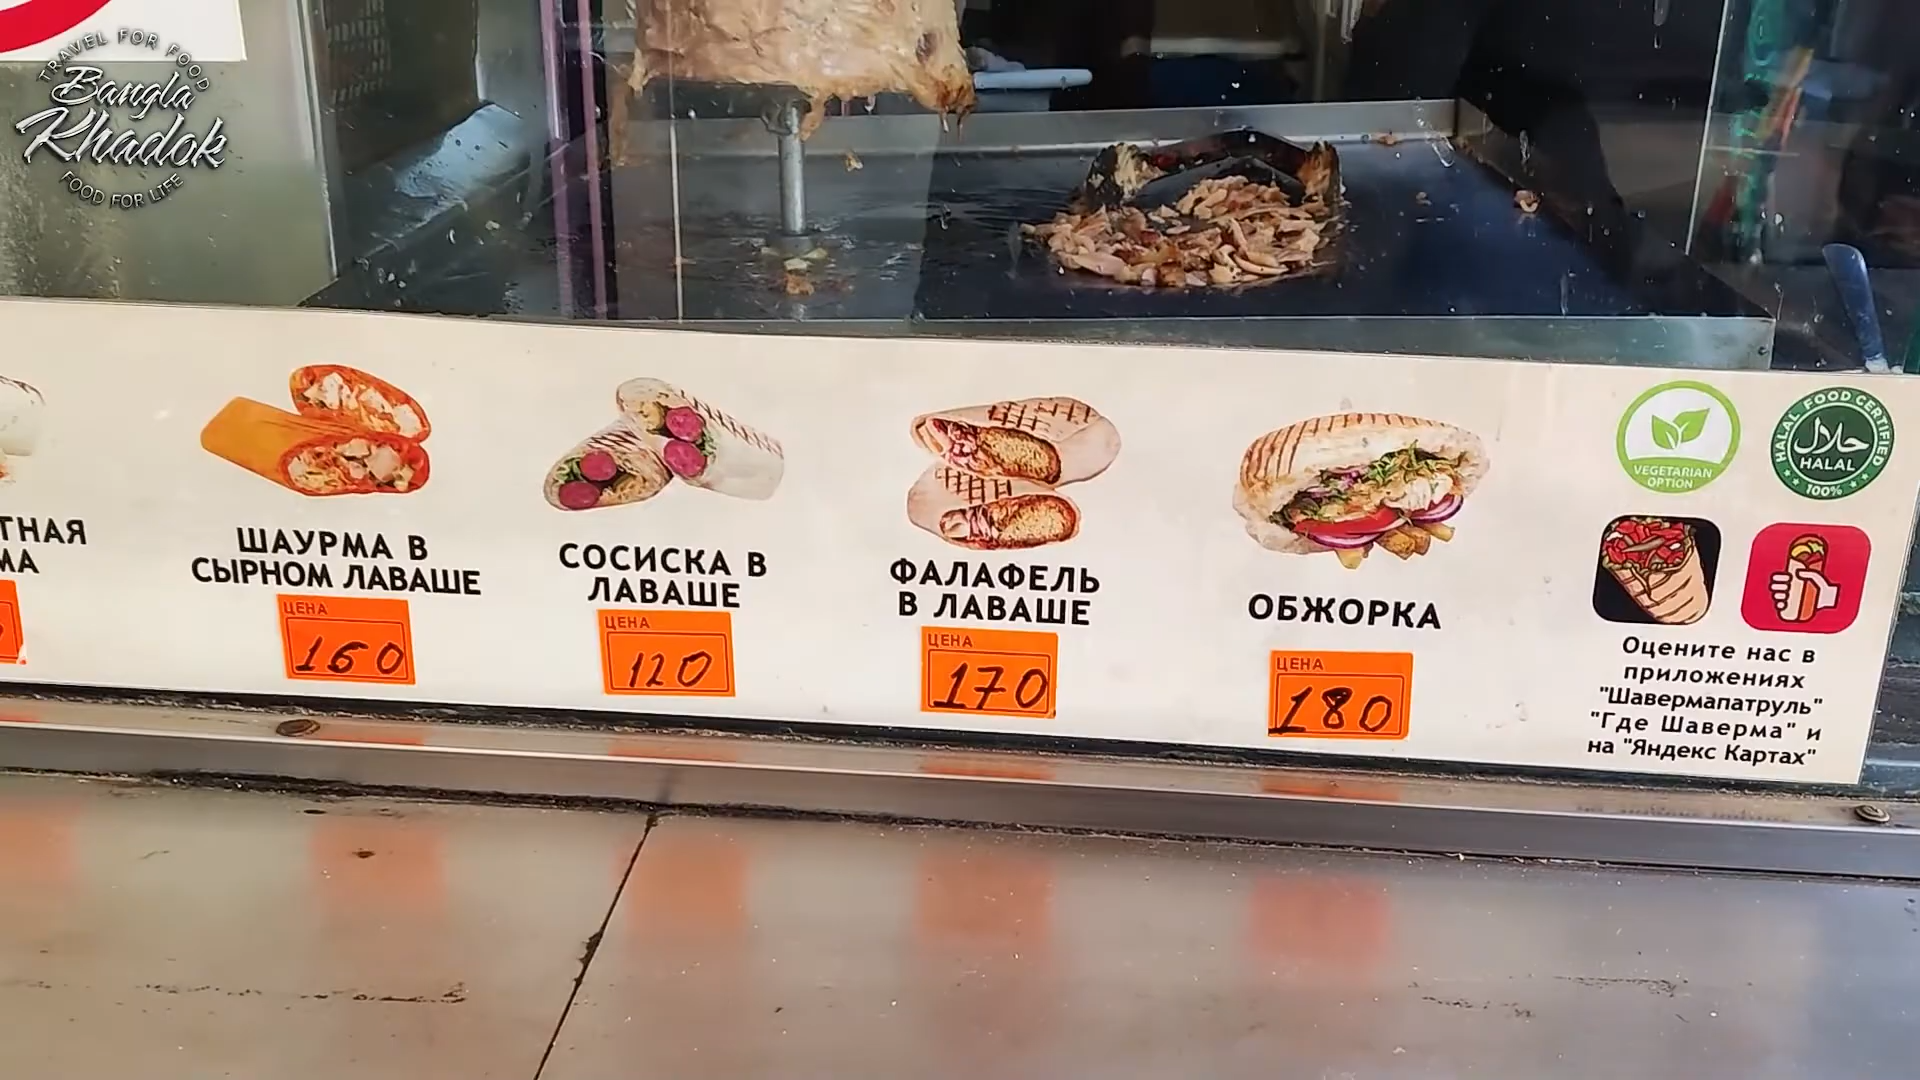 TRAVEL FOR FOOD
Bangla
Khadok
FOOD FOR LIFE
ШАУРМА В
СЫРНОМ ЛАВАШЕ
ЦЕНА
160
СОСИСКА В
ЛАВАШЕ
ЦЕНА
120
ФАЛАФЕЛЬ
В ЛАВАШЕ
ЦЕНА
170
ОБЖОРКА
ЦЕНА
180
VEGETARIAN
OPTION
HALAL FOOD CERTIFIED
حلال
HALAL
100%
Оцените нас в
приложениях
"Шавермапатруль"
"Где Шаверма" и
на "Яндекс Картах"